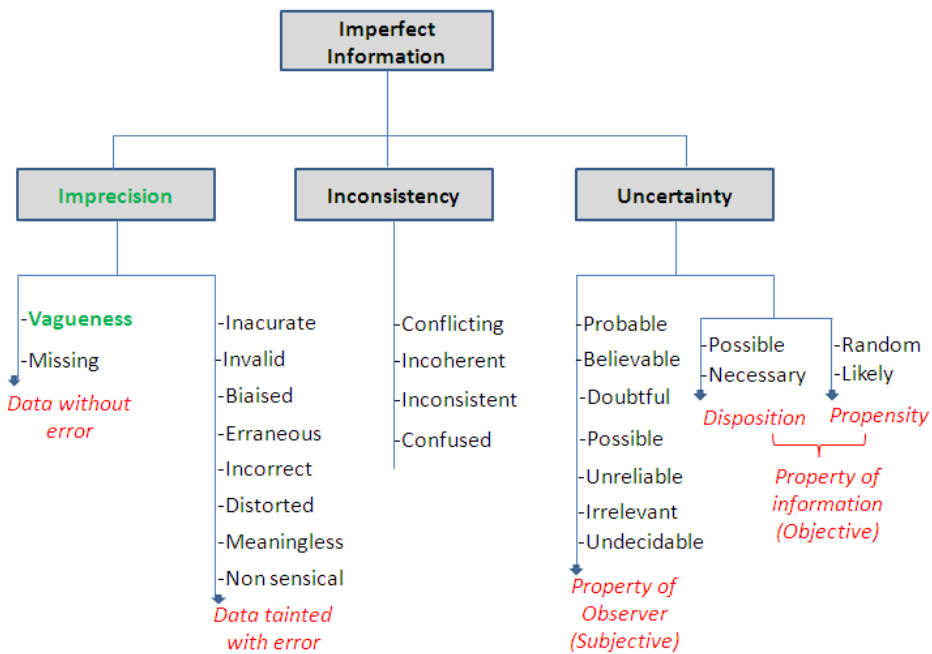 Imperfect
Information
Imprecision
Inconsistency
Uncertainty
-Vagueness
-Missing
Data without
error
-Inacurate
-Invalid
-Biaised
-Erraneous
-Incorrect
-Distorted
-Meaningless
-Non sensical
Data tainted
with error
-Conflicting
-Incoherent
-Inconsistent
-Confused
-Probable
-Believable
-Doubtful
-Possible
-Unreliable
-Irrelevant
-Undecidable
Property of
Observer
(Subjective)
-Possible
-Necessary
Disposition
-Random
-Likely
Propensity
Property of
information
(Objective)